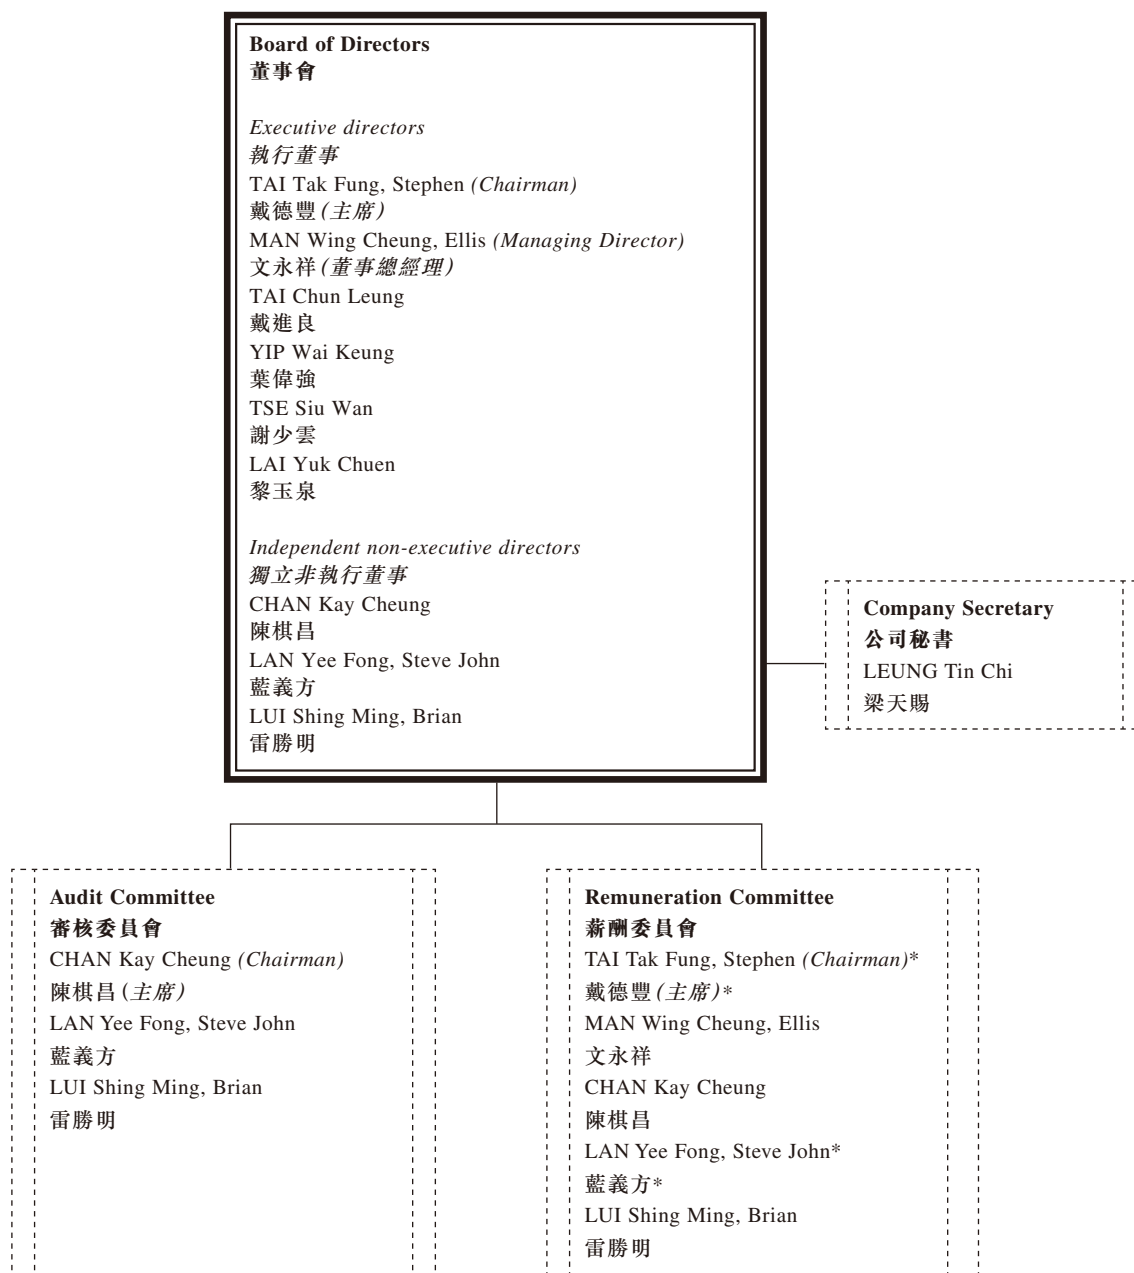 Board of Directors
董事會
Executive directors
執行董事
TAI Tak Fung, Stephen (Chairman)
戴德豐(主席)
MAN Wing Cheung, Ellis (Managing Director)
文永祥(董事總經理)
TAI Chun Leung
戴進良
YIP Wai Keung
葉偉強
TSE Siu Wan
謝少雲
LAI Yuk Chuen
黎玉泉
Independent non-executive directors
獨立非執行董事
CHAN Kay Cheung
陳棋昌
LAN Yee Fong, Steve John
藍義方
LUI Shing Ming, Brian
雷勝明
Company Secretary
公司秘書
LEUNG Tin Chi
梁天賜
Audit Committee
審核委員會
CHAN Kay Cheung (Chairman)
陳棋昌(主席)
LAN Yee Fong, Steve John
藍義方
LUI Shing Ming, Brian
雷勝明
Remuneration Committee
薪酬委員會
TAI Tak Fung, Stephen (Chairman)*
戴德豐(主席)*
MAN Wing Cheung, Ellis
文永祥
CHAN Kay Cheung
陳棋昌
LAN Yee Fong, Steve John*
藍義方*
LUI Shing Ming, Brian
雷勝明